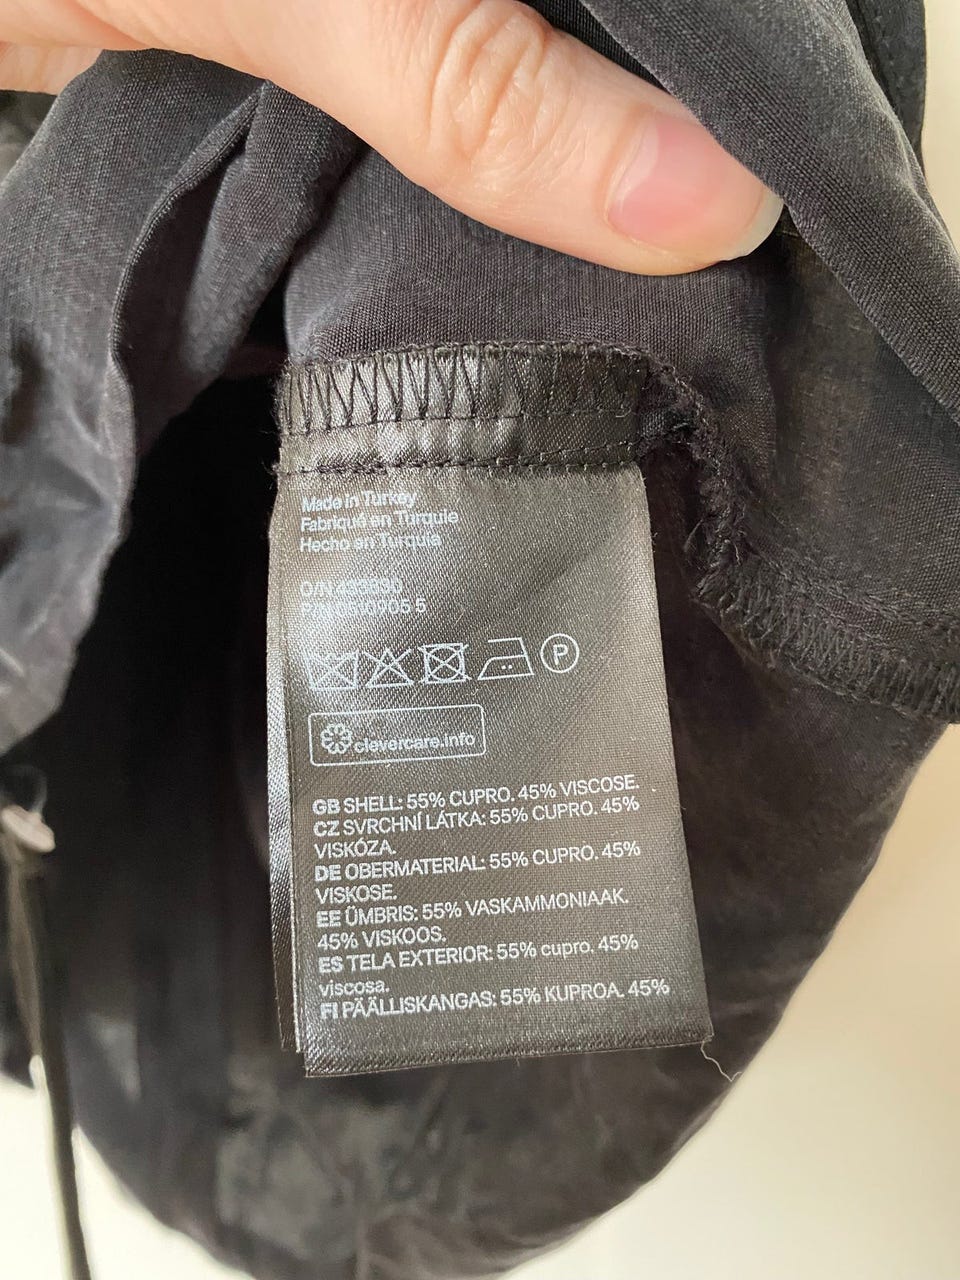 Made in Turkey
Fabriqué en Turquie
Hecho en Turquia
O/N
P/N
P
clevercare.info
GB SHELL: 55% CUPRO. 45% VISCOSE.
CZ SVRCHNÍ LÁTKA: 55% CUPRO. 45%
VISKÓZA.
DE OBERMATERIAL: 55% CUPRO. 45%
VISKOSE.
EE ÜMBRIS: 55% VASKAMMONIAAK.
45% VISKOOS.
ES TELA EXTERIOR: 55% cupro. 45%
viscosa.
FI PÄÄLLISKANGAS: 55% KUPROA. 45%